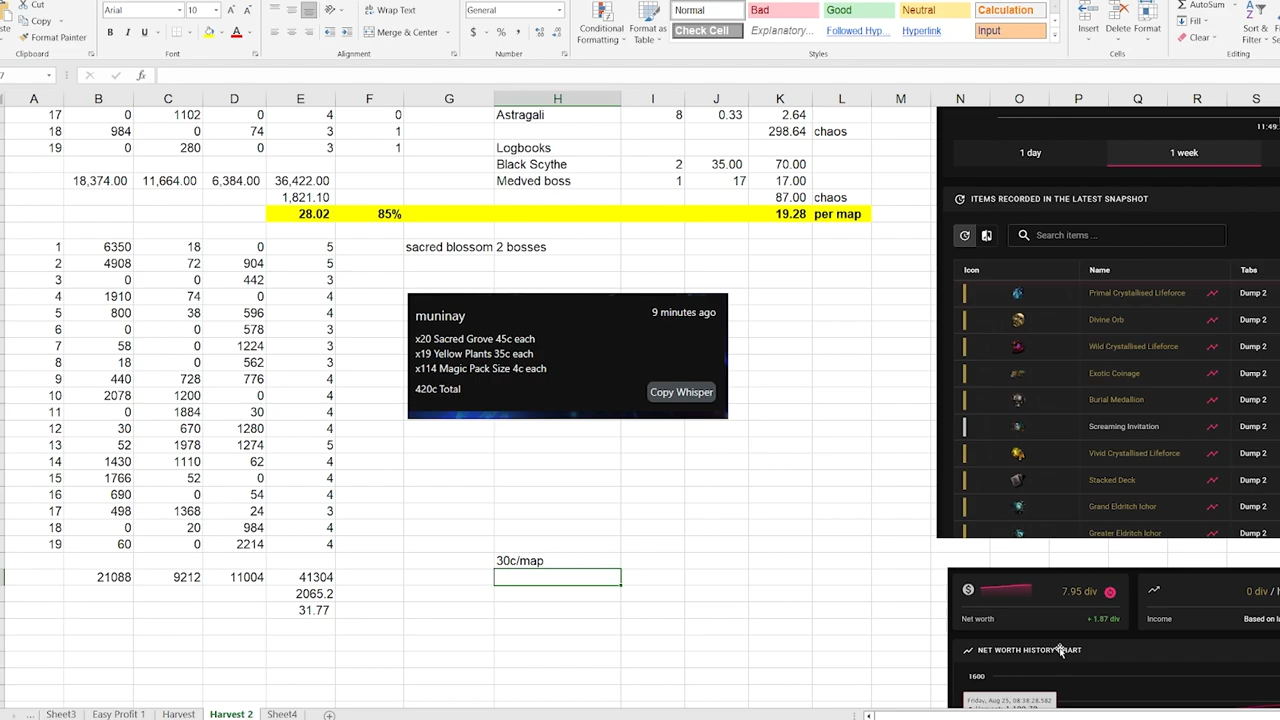 Cut
Copy
Format Painter
Clipboard
Arial 10
B I U A
Font
Wrap Text
Merge & Center
Alignment
General
$ % ,
Number
Conditional Formatting
Format as Table
Normal Bad Good Neutral Calculation
Check Cell Explanatory... Followed Hyp... Hyperlink Input
Styles
Insert Delete Format
Cells
AutoSum
Fill
Clear
Sort & Filter
Editing
7
fx
A B C D E F G H I J K L M N O P Q R S
17 0 1102 0 4 0 Astragali 8 0.33 2.64
18 984 0 74 3 1 298.64 chaos
19 0 280 0 3 1 Logbooks
Black Scythe 2 35.00 70.00
18,374.00 11,664.00 6,384.00 36,422.00 Medved boss 1 17 17.00
1,821.10 87.00 chaos
28.02 85% 19.28 per map
1 6350 18 0 5 sacred blossom 2 bosses
2 4908 72 904 5
3 0 0 442 3
4 1910 74 0 4
5 800 38 596 4
6 0 0 578 3
7 58 0 1224 3
8 18 0 562 3
9 440 728 776 4
10 2078 1200 0 4
11 0 1884 30 4
12 30 670 1280 4
13 52 1978 1274 5
14 1430 1110 62 4
15 1766 52 0 4
16 690 0 54 4
17 498 1368 24 3
18 0 20 984 4
19 60 0 2214 4
30c/map
21088 9212 11004 41304
2065.2
31.77
muninay 9 minutes ago
x20 Sacred Grove 45c each
x19 Yellow Plants 35c each
x114 Magic Pack Size 4c each
420c Total Copy Whisper
1 day 1 week
ITEMS RECORDED IN THE LATEST SNAPSHOT
Search items ...
Icon Name Tabs
Primal Crystallised Lifeforce Dump 2
Divine Orb Dump 2
Wild Crystallised Lifeforce Dump 2
Exotic Coinage Dump 2
Burial Medallion Dump 2
Screaming Invitation Dump 2
Vivid Crystallised Lifeforce Dump 2
Stacked Deck Dump 2
Grand Eldritch Ichor Dump 2
Greater Eldritch Ichor Dump 2
$ 7.95 div 0 div / h
Net worth + 1.87 div Income Based on la
NET WORTH HISTORY CHART
1600
Friday, Aug 25, 08:38:28.582
... Sheet3 Exotic Profit 1 Harvest Harvest 2